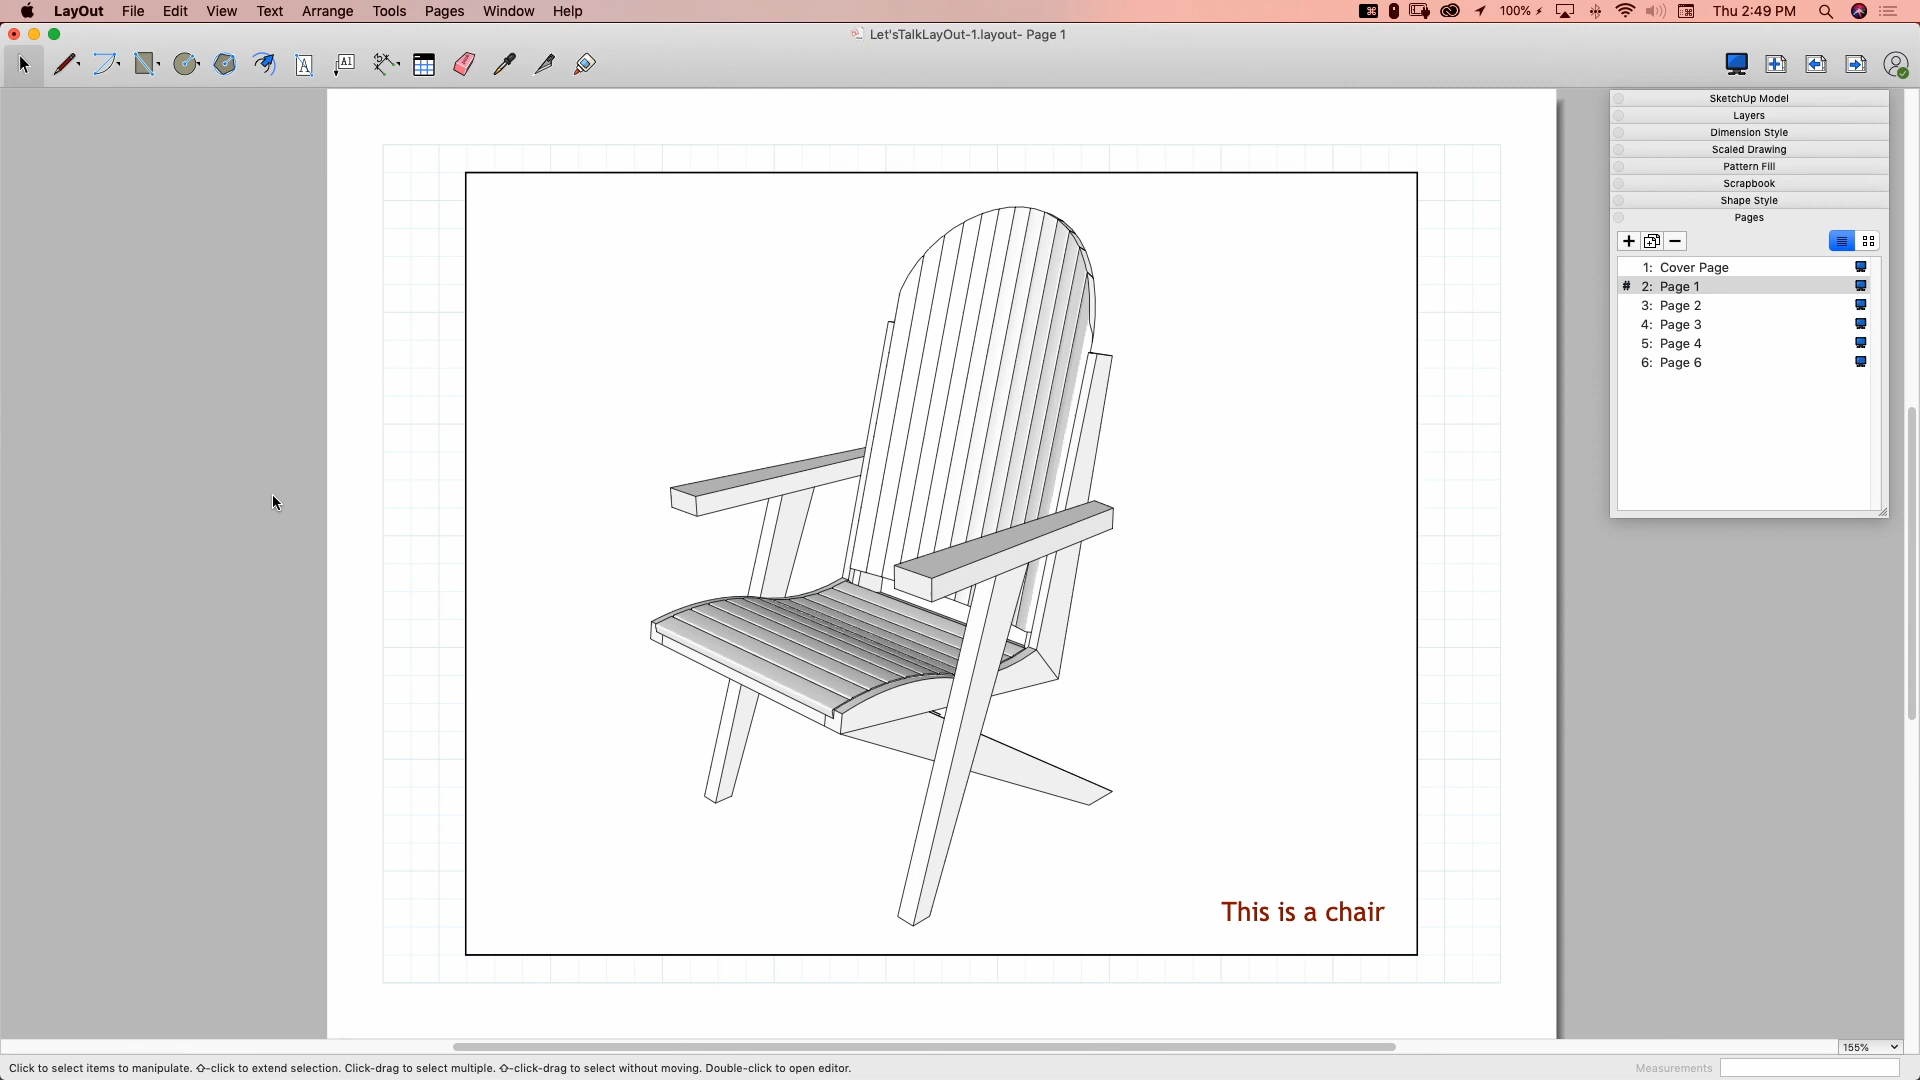 LayOut File Edit View Text Arrange Tools Pages Window Help
100% Thu 2:49 PM
Let'sTalkLayOut-1.layout- Page 1
A
A1
SketchUp Model
Layers
Dimension Style
Scaled Drawing
Pattern Fill
Scrapbook
Shape Style
Pages
1: Cover Page
# 2: Page 1
3: Page 2
4: Page 3
5: Page 4
6: Page 6
This is a chair
155%
Click to select items to manipulate. ⇧-click to extend selection. Click-drag to select multiple. ⇧-click-drag to select without moving. Double-click to open editor.
Measurements